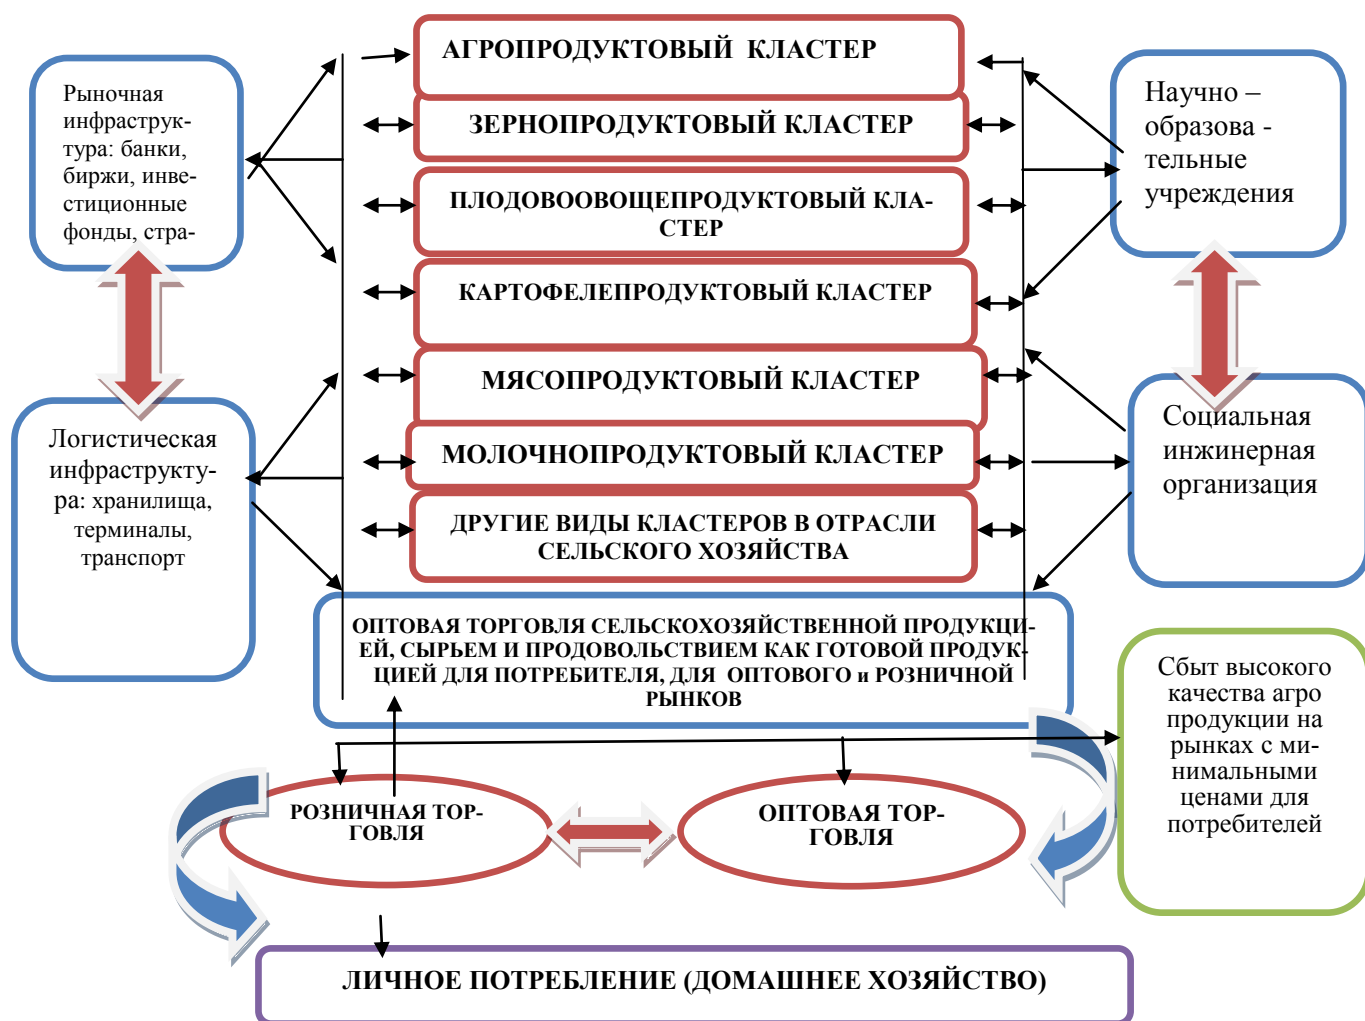 АГРОПРОДУКТОВЫЙ КЛАСТЕР
Рыночная
инфраструк-
тура: банки,
биржи, инве-
стиционные
фонды, стра-
Научно –
образова -
тельные
учреждения
ЗЕРНОПРОДУКТОВЫЙ КЛАСТЕР
ПЛОДОВООВОЩЕПРОДУКТОВЫЙ КЛА-
СТЕР
КАРТОФЕЛЕПРОДУКТОВЫЙ КЛАСТЕР
МЯСОПРОДУКТОВЫЙ КЛАСТЕР
Логистическая
инфраструкту-
ра: хранилища,
терминалы,
транспорт
Социальная
инжинерная
организация
МОЛОЧНОПРОДУКТОВЫЙ КЛАСТЕР
ДРУГИЕ ВИДЫ КЛАСТЕРОВ В ОТРАСЛИ
СЕЛЬСКОГО ХОЗЯЙСТВА
ОПТОВАЯ ТОРГОВЛЯ СЕЛЬСКОХОЗЯЙСТВЕННОЙ ПРОДУКЦИ-
ЕЙ, СЫРЬЕМ И ПРОДОВОЛЬСТВИЕМ КАК ГОТОВОЙ ПРОДУК-
ЦИЕЙ ДЛЯ ПОТРЕБИТЕЛЯ, ДЛЯ ОПТОВОГО и РОЗНИЧНОЙ
РЫНКОВ
Сбыт высокого
качества агро
продукции на
рынках с ми-
нимальными
ценами для
потребителей
РОЗНИЧНАЯ ТОР-
ГОВЛЯ
ОПТОВАЯ ТОР-
ГОВЛЯ
ЛИЧНОЕ ПОТРЕБЛЕНИЕ (ДОМАШНЕЕ ХОЗЯЙСТВО)